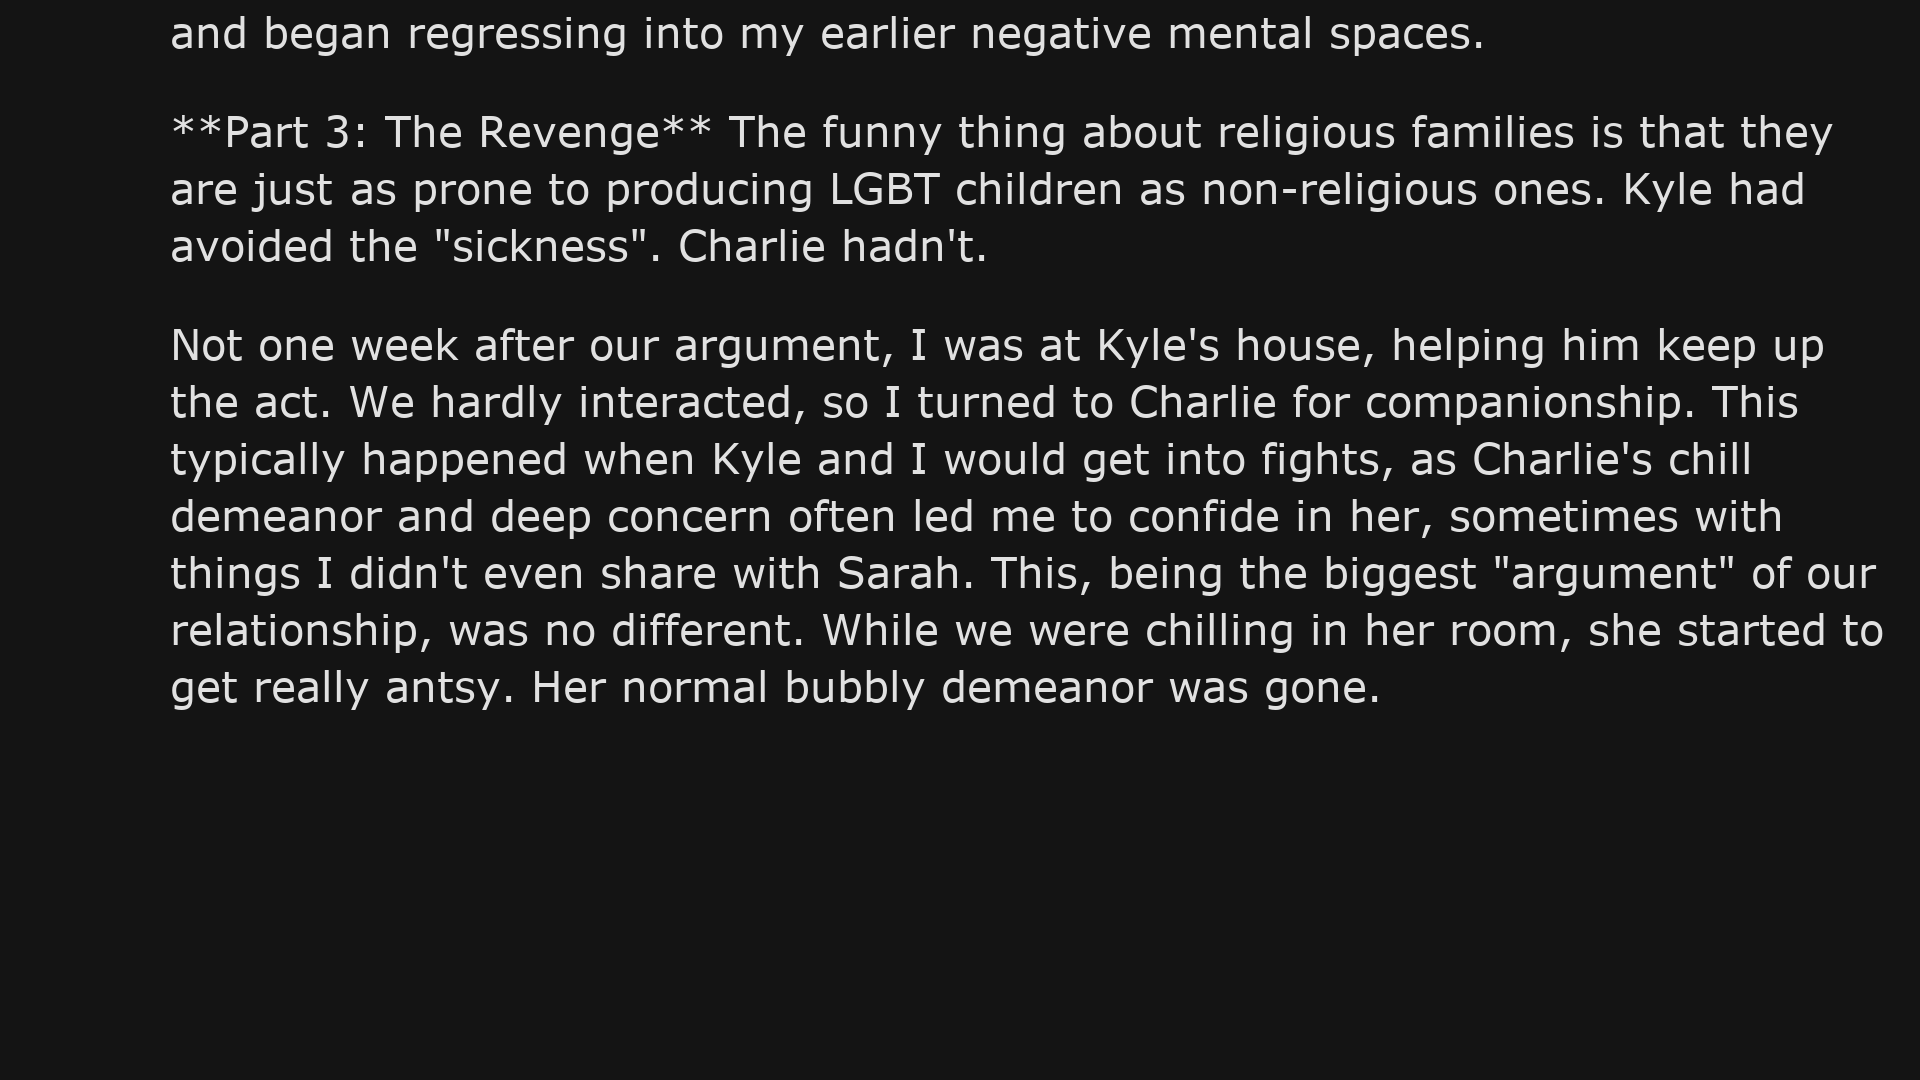 and began regressing into my earlier negative mental spaces.
**Part 3: The Revenge** The funny thing about religious families is that they
are just as prone to producing LGBT children as non-religious ones. Kyle had
avoided the "sickness". Charlie hadn't.
Not one week after our argument, I was at Kyle's house, helping him keep up
the act. We hardly interacted, so I turned to Charlie for companionship. This
typically happened when Kyle and I would get into fights, as Charlie's chill
demeanor and deep concern often led me to confide in her, sometimes with
things I didn't even share with Sarah. This, being the biggest "argument" of our
relationship, was no different. While we were chilling in her room, she started to
get really antsy. Her normal bubbly demeanor was gone.